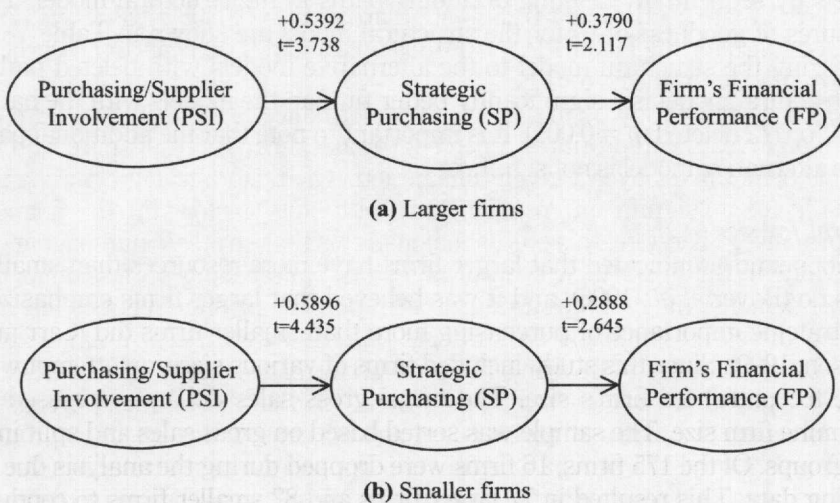 +0.5392
t=3.738
+0.3790
t=2.117
Purchasing/Supplier
Involvement (PSI)
Strategic
Purchasing (SP)
Firm's Financial
Performance (FP)
(a) Larger firms
+0.5896
t=4.435
+0.2888
t=2.645
Purchasing/Supplier
Involvement (PSI)
Strategic
Purchasing (SP)
Firm's Financial
Performance (FP)
(b) Smaller firms